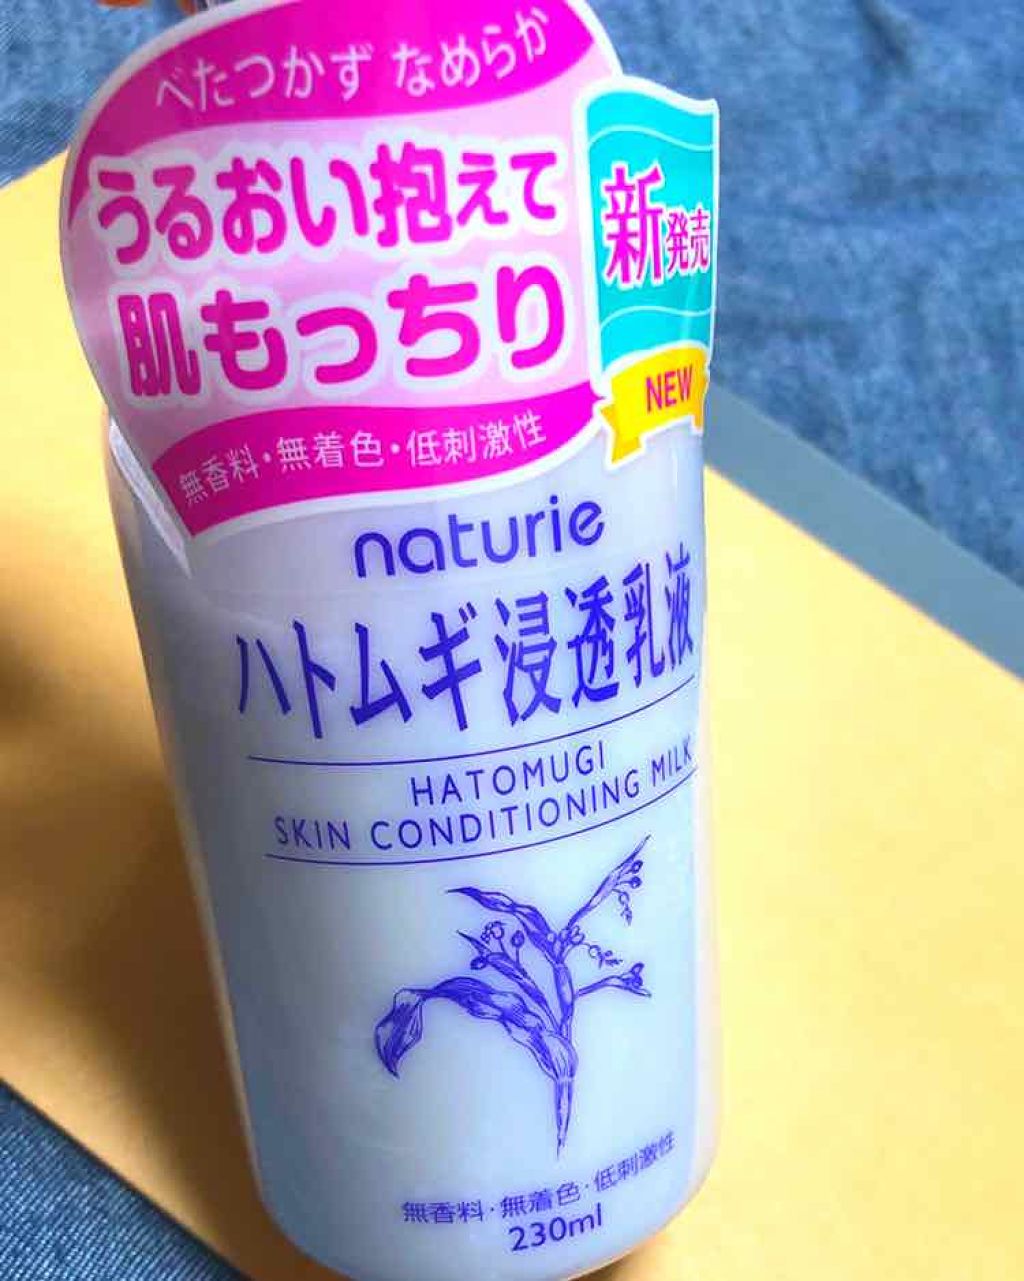 べたつかず なめらか
うるおい抱えて
肌もっちり
無香料・無着色・低刺激性
新発売
NEW
naturie
ハトムギ浸透乳液
HATOMUGI
SKIN CONDITIONING MILK
無香料・無着色・低刺激性
230ml